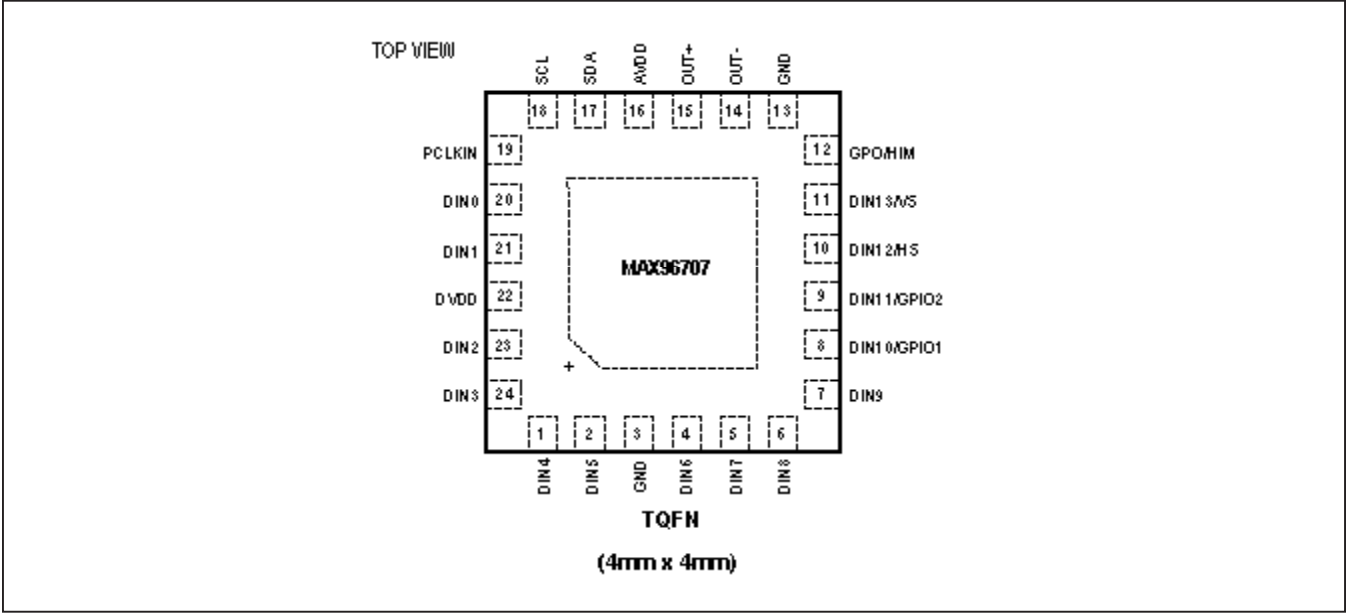 TOP VIEW
SCL SDA AVDD OUT+ OUT- GND
18 17 16 15 14 13
PCLKIN 19 12 GPO/HIM
DIN0 20 11 DIN13/VS
DIN1 21 10 DIN12/HS
MAX96707
DVDD 22 9 DIN11/GPIO2
DIN2 23 8 DIN10/GPIO1
+
DIN3 24 7 DIN9
1 2 3 4 5 6
DIN4 DIN5 GND DIN6 DIN7 DIN8
TQFN
(4mm x 4mm)